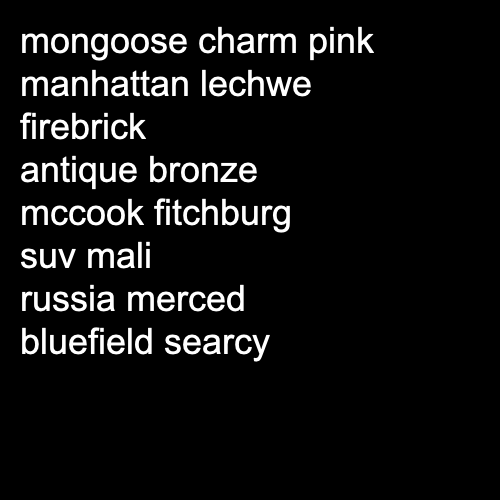 mongoose charm pink
manhattan lechwe
firebrick
antique bronze
mccook fitchburg
suv mali
russia merced
bluefield searcy